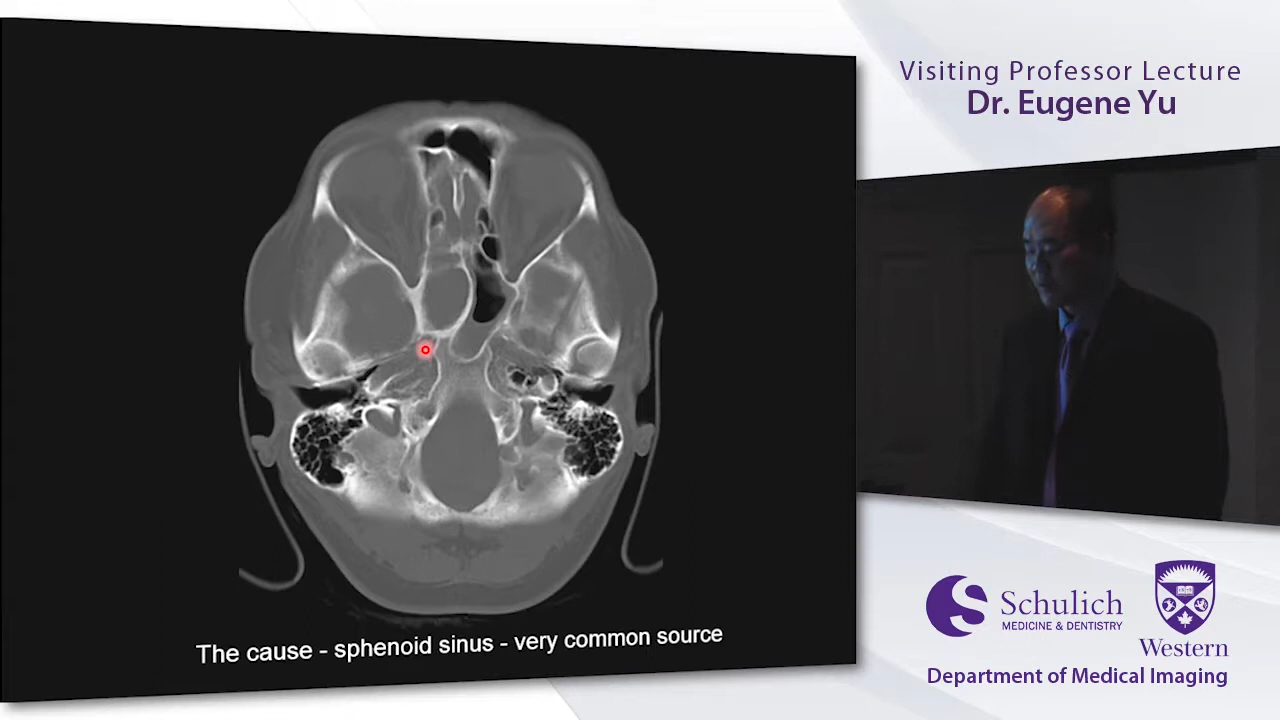 Visiting Professor Lecture
Dr. Eugene Yu
The cause - sphenoid sinus - very common source
Schulich
MEDICINE & DENTISTRY
Western
Department of Medical Imaging